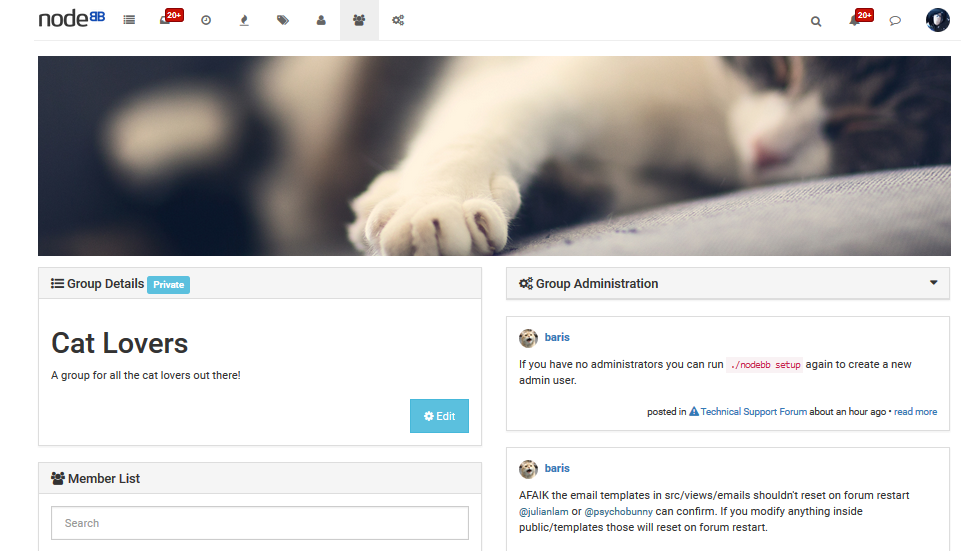 nodeBB
20+
20+
Group Details Private
Cat Lovers
A group for all the cat lovers out there!
Edit
Member List
Search
Group Administration
baris
If you have no administrators you can run ./nodebb setup again to create a new
admin user.
posted in Technical Support Forum about an hour ago • read more
baris
AFAIK the email templates in src/views/emails shouldn't reset on forum restart
@julianlam or @psychobunny can confirm. If you modify anything inside
public/templates those will reset on forum restart.